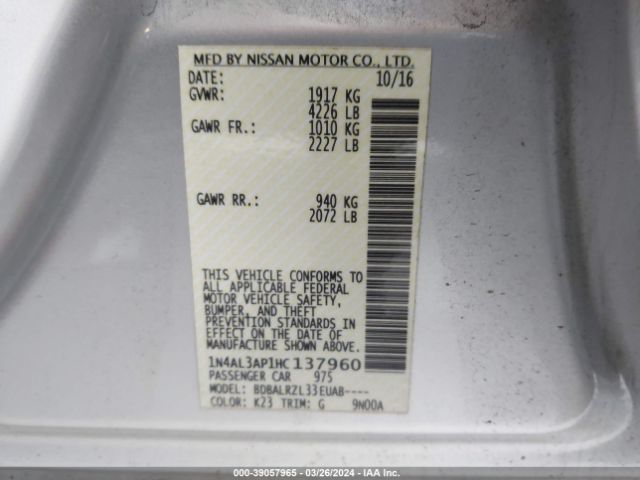 MFD BY NISSAN MOTOR CO., LTD.
DATE: 10/16
GVWR: 1917 KG
4226 LB
GAWR FR.: 1010 KG
2227 LB
GAWR RR.: 940 KG
2072 LB
THIS VEHICLE CONFORMS TO
ALL APPLICABLE FEDERAL
MOTOR VEHICLE SAFETY,
BUMPER, AND THEFT
PREVENTION STANDARDS IN
EFFECT ON THE DATE OF
MANUFACTURE SHOWN ABOVE.
1N4AL3AP1HC137960
PASSENGER CAR 975
MODEL: BDBALRZL33EUAB----
COLOR: K23 TRIM: G 9N00A
000-39057965 - 03/26/2024 - IAA Inc.